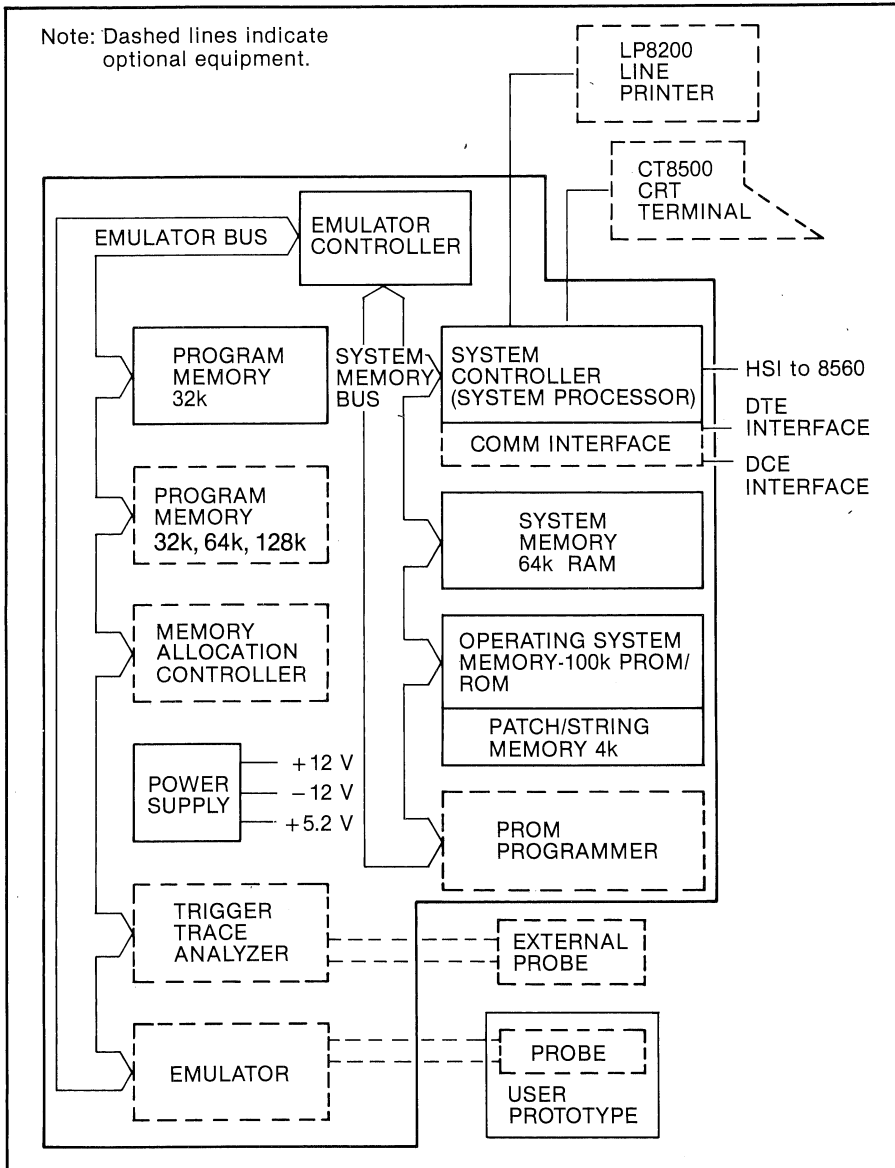 Note: Dashed lines indicate
optional equipment.
LP8200
LINE
PRINTER
CT8500
CRT
TERMINAL
EMULATOR BUS
EMULATOR
CONTROLLER
PROGRAM
MEMORY
32k
SYSTEM
MEMORY
BUS
SYSTEM
CONTROLLER
(SYSTEM PROCESSOR)
COMM INTERFACE
HSI to 8560
DTE
INTERFACE
DCE
INTERFACE
PROGRAM
MEMORY
32k, 64k, 128k
SYSTEM
MEMORY
64k RAM
MEMORY
ALLOCATION
CONTROLLER
OPERATING SYSTEM
MEMORY-100k PROM/
ROM
PATCH/STRING
MEMORY 4k
POWER
SUPPLY
+12 V
−12 V
+5.2 V
PROM
PROGRAMMER
TRIGGER
TRACE
ANALYZER
EXTERNAL
PROBE
EMULATOR
PROBE
USER
PROTOTYPE